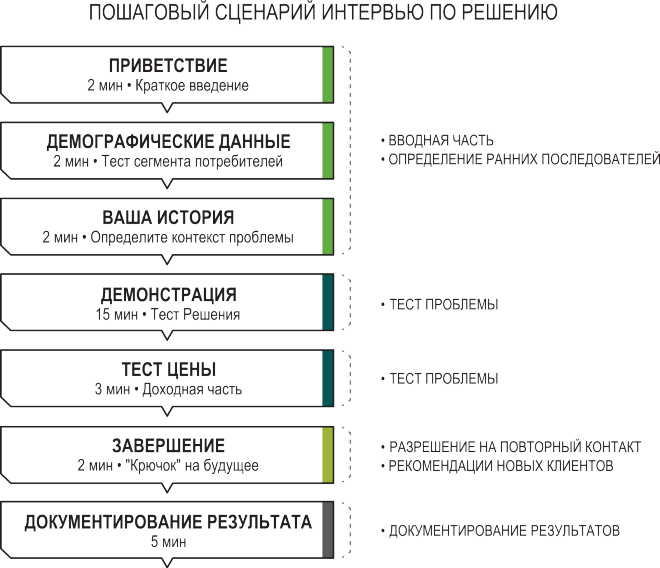 ПОШАГОВЫЙ СЦЕНАРИЙ ИНТЕРВЬЮ ПО РЕШЕНИЮ
ПРИВЕТСТВИЕ
2 мин • Краткое введение
ДЕМОГРАФИЧЕСКИЕ ДАННЫЕ
2 мин • Тест сегмента потребителей
ВАША ИСТОРИЯ
2 мин • Определите контекст проблемы
• ВВОДНАЯ ЧАСТЬ
• ОПРЕДЕЛЕНИЕ РАННИХ ПОСЛЕДОВАТЕЛЕЙ
ДЕМОНСТРАЦИЯ
15 мин • Тест Решения
• ТЕСТ ПРОБЛЕМЫ
ТЕСТ ЦЕНЫ
3 мин • Доходная часть
• ТЕСТ ПРОБЛЕМЫ
ЗАВЕРШЕНИЕ
2 мин • "Крючок" на будущее
• РАЗРЕШЕНИЕ НА ПОВТОРНЫЙ КОНТАКТ
• РЕКОМЕНДАЦИИ НОВЫХ КЛИЕНТОВ
ДОКУМЕНТИРОВАНИЕ РЕЗУЛЬТАТА
5 мин
• ДОКУМЕНТИРОВАНИЕ РЕЗУЛЬТАТОВ